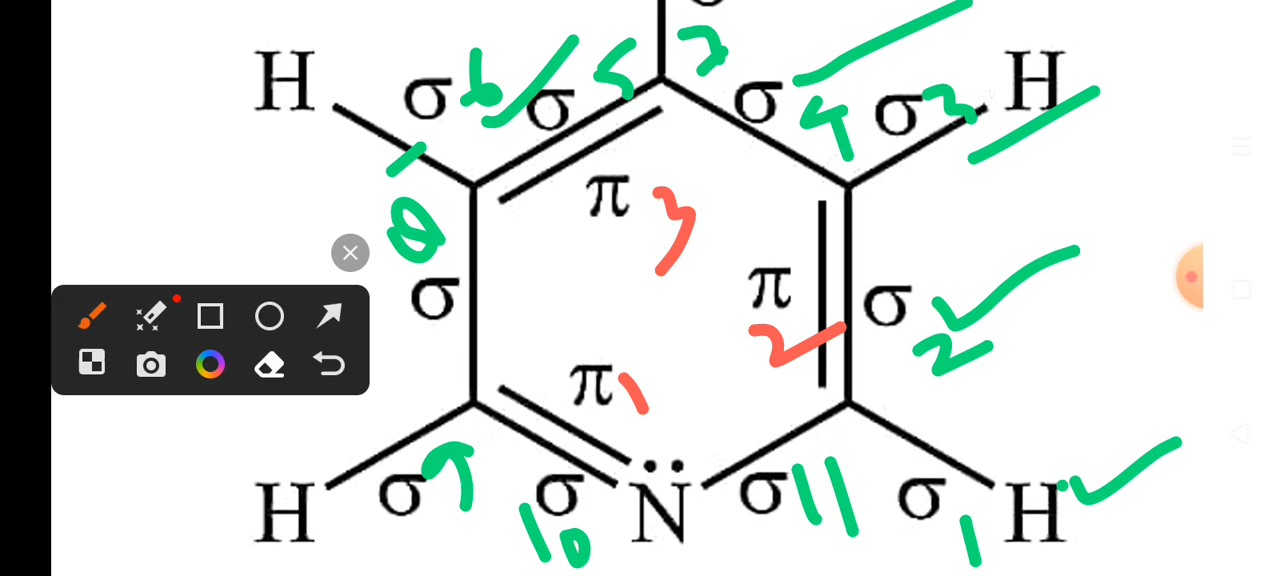 7
H σ 6 σ 5 σ 4 σ 3 H
π 3
8
σ π σ
2 2
π 1
H σ 9 σ 10 N σ 11 σ 1 H